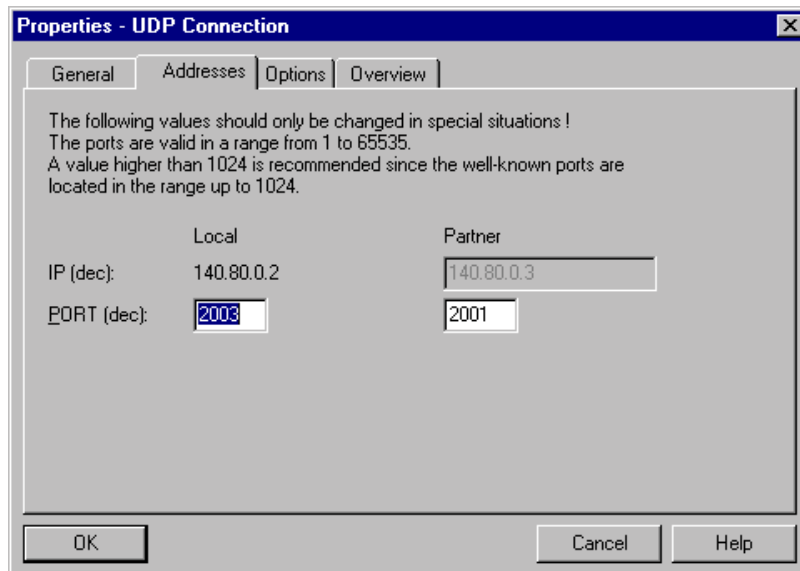 Properties - UDP Connection
General Addresses Options Overview
The following values should only be changed in special situations !
The ports are valid in a range from 1 to 65535.
A value higher than 1024 is recommended since the well-known ports are
located in the range up to 1024.
Local Partner
IP (dec): 140.80.0.2 140.80.0.3
PORT (dec): 2003 2001
OK Cancel Help